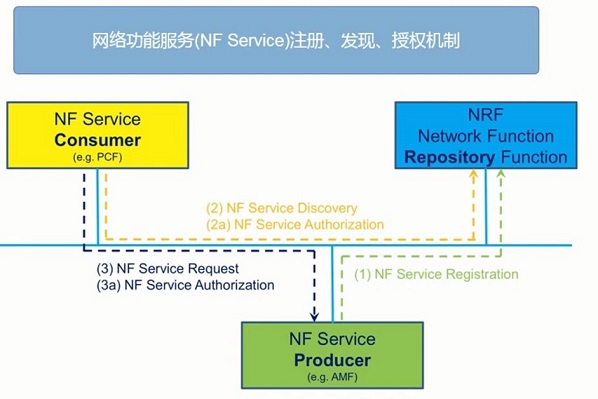 网络功能服务(NF Service)注册、发现、授权机制
NF Service
Consumer
(e.g. PCF)
NRF
Network Function
Repository Function
(2) NF Service Discovery
(2a) NF Service Authorization
(3) NF Service Request
(3a) NF Service Authorization
(1) NF Service Registration
NF Service
Producer
(e.g. AMF)